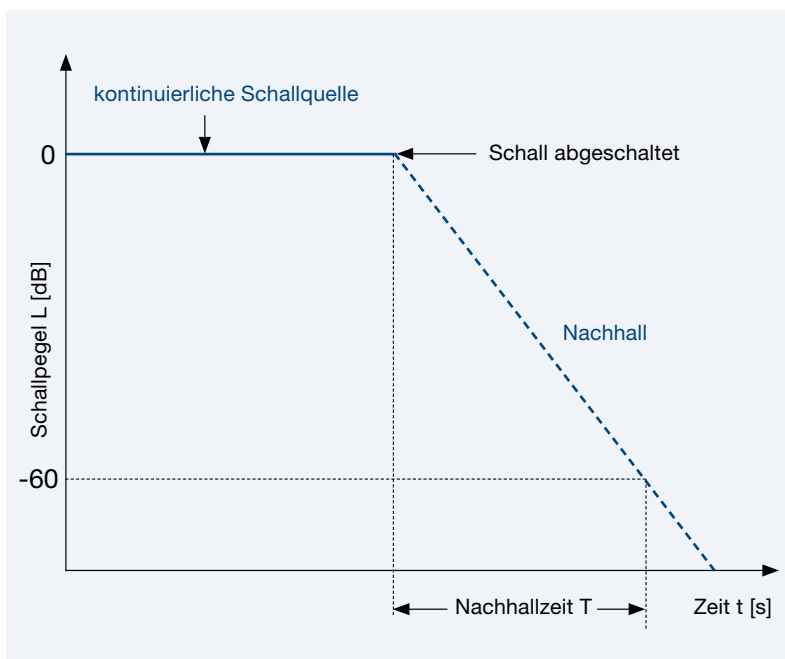 kontinuierliche Schallquelle
0
Schall abgeschaltet
Schallpegel L [dB]
Nachhall
-60
Nachhallzeit T
Zeit t [s]